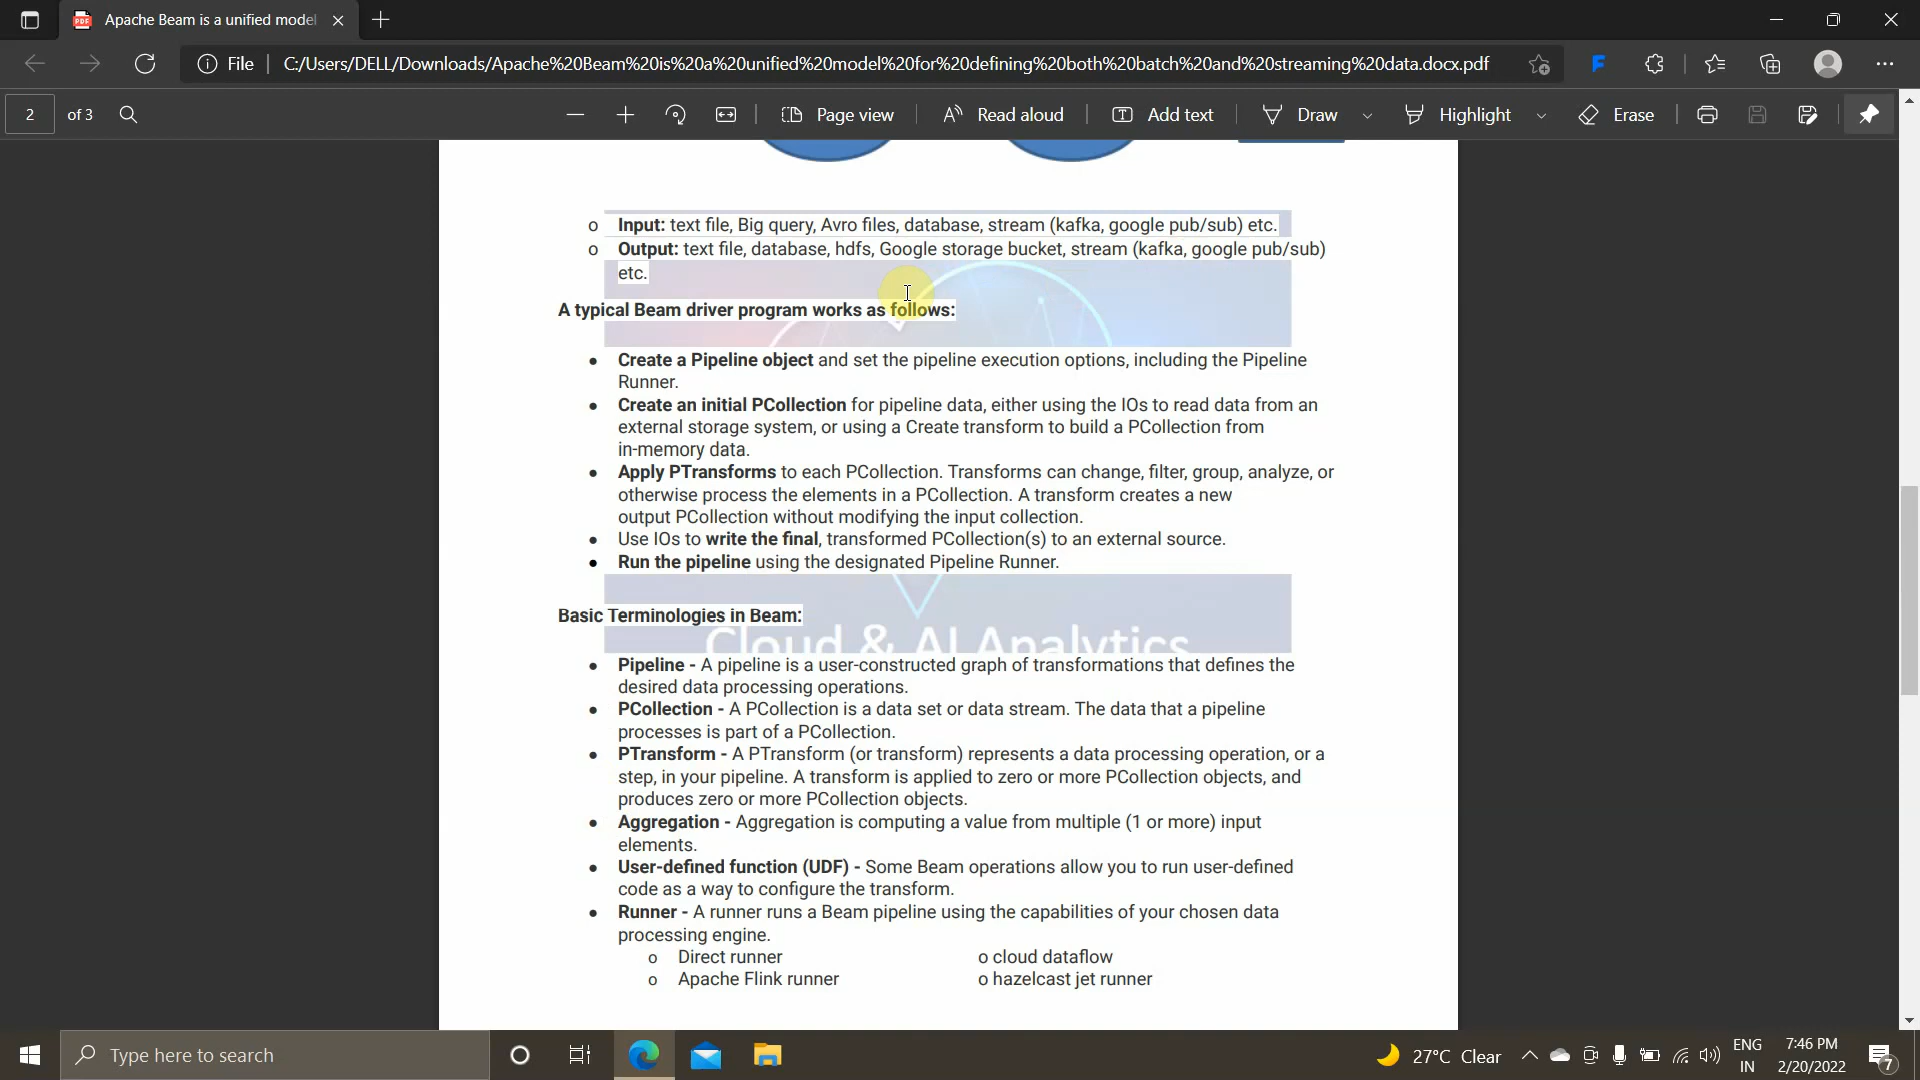 Apache Beam is a unified model
File
C:/Users/DELL/Downloads/Apache%20Beam%20is%20a%20unified%20model%20for%20defining%20both%20batch%20and%20streaming%20data.docx.pdf
2 of 3
Page view
Read aloud
Add text
Draw
Highlight
Erase
o Input: text file, Big query, Avro files, database, stream (kafka, google pub/sub) etc.
o Output: text file, database, hdfs, Google storage bucket, stream (kafka, google pub/sub)
etc.
A typical Beam driver program works as follows:
• Create a Pipeline object and set the pipeline execution options, including the Pipeline
Runner.
• Create an initial PCollection for pipeline data, either using the IOs to read data from an
external storage system, or using a Create transform to build a PCollection from
in-memory data.
• Apply PTransforms to each PCollection. Transforms can change, filter, group, analyze, or
otherwise process the elements in a PCollection. A transform creates a new
output PCollection without modifying the input collection.
• Use IOs to write the final, transformed PCollection(s) to an external source.
• Run the pipeline using the designated Pipeline Runner.
Basic Terminologies in Beam:
Cloud & AI Analytics
• Pipeline - A pipeline is a user-constructed graph of transformations that defines the
desired data processing operations.
• PCollection - A PCollection is a data set or data stream. The data that a pipeline
processes is part of a PCollection.
• PTransform - A PTransform (or transform) represents a data processing operation, or a
step, in your pipeline. A transform is applied to zero or more PCollection objects, and
produces zero or more PCollection objects.
• Aggregation - Aggregation is computing a value from multiple (1 or more) input
elements.
• User-defined function (UDF) - Some Beam operations allow you to run user-defined
code as a way to configure the transform.
• Runner - A runner runs a Beam pipeline using the capabilities of your chosen data
processing engine.
o Direct runner o cloud dataflow
o Apache Flink runner o hazelcast jet runner
Type here to search
27°C Clear
ENG
IN
7:46 PM
2/20/2022
7